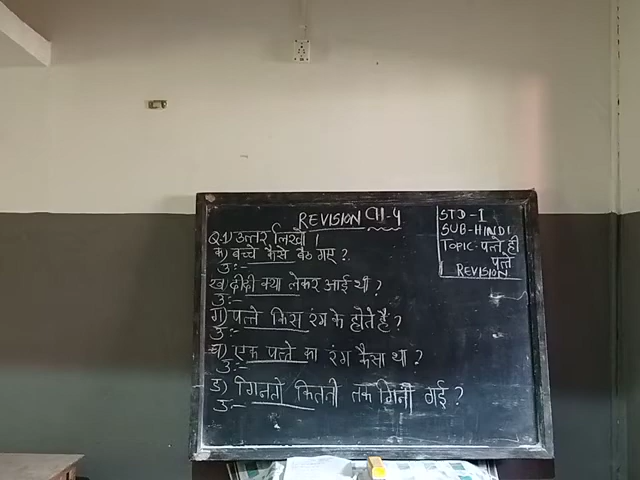 REVISION CH-4
STD-I
SUB-HINDI
Topic: पत्ते ही
पत्ते
REVISION
Q-1) उत्तर लिखो ।
क) बच्चे कैसे बैठ गए ?
उ:-
ख) दीदी क्या लेकर आई थी ?
उ:-
ग) पत्ते किस रंग के होते हैं ?
उ:-
घ) एक पत्ते का रंग कैसा था ?
उ:-
ड) गिनती कितनी तक गिनी गई ?
उ:-